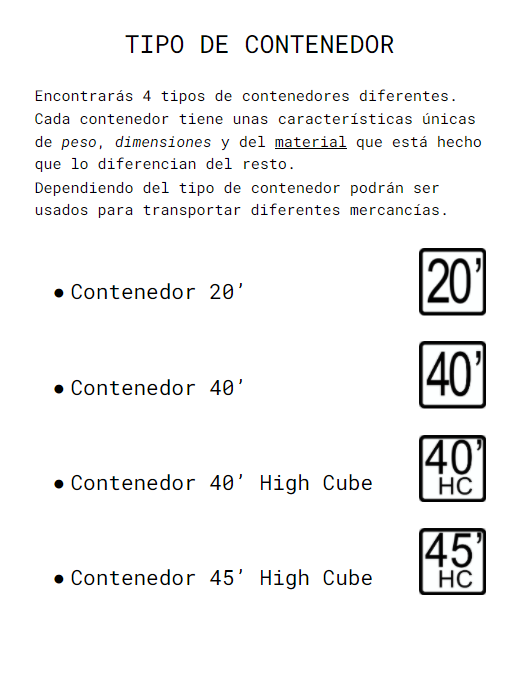 TIPO DE CONTENEDOR
Encontrarás 4 tipos de contenedores diferentes.
Cada contenedor tiene unas características únicas
de peso, dimensiones y del material que está hecho
que lo diferencian del resto.
Dependiendo del tipo de contenedor podrán ser
usados para transportar diferentes mercancías.
● Contenedor 20’
20’
● Contenedor 40’
40’
● Contenedor 40’ High Cube
40’
HC
● Contenedor 45’ High Cube
45’
HC